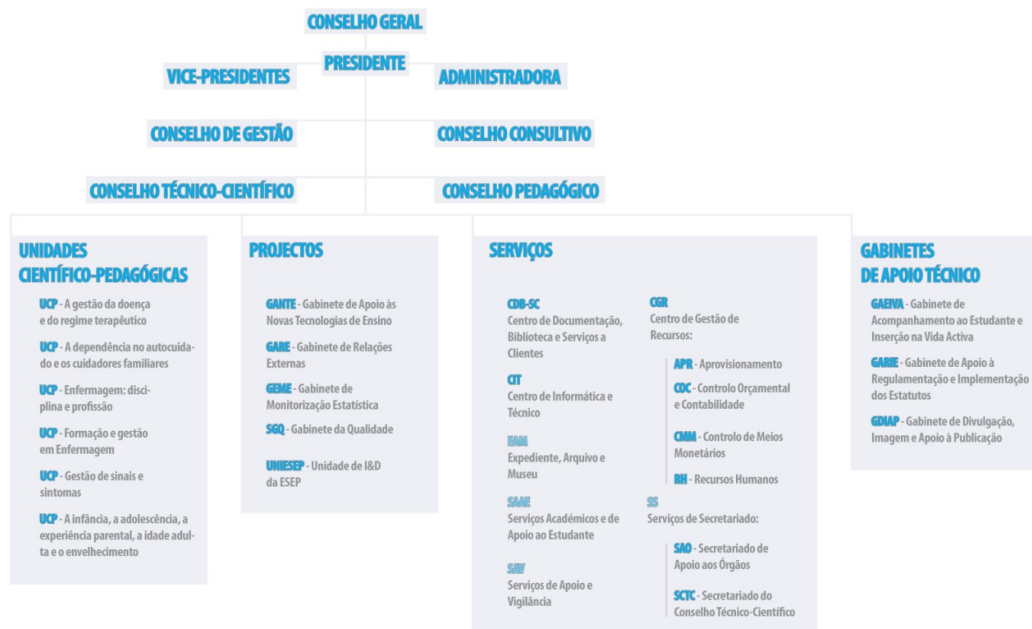 CONSELHO GERAL
PRESIDENTE
VICE-PRESIDENTES
ADMINISTRADORA
CONSELHO DE GESTÃO
CONSELHO CONSULTIVO
CONSELHO TÉCNICO-CIENTÍFICO
CONSELHO PEDAGÓGICO
UNIDADES
CIENTÍFICO-PEDAGÓGICAS
UCP - A gestão da doença
e do regime terapêutico
UCP - A dependência no autocuida-
do e os cuidadores familiares
UCP - Enfermagem: disci-
plina e profissão
UCP - Formação e gestão
em Enfermagem
UCP - Gestão de sinais e
sintomas
UCP - A infância, a adolescência, a
experiência parental, a idade adul-
ta e o envelhecimento
PROJECTOS
GANTE - Gabinete de Apoio às
Novas Tecnologias de Ensino
GARE - Gabinete de Relações
Externas
GEME - Gabinete de
Monitorização Estatística
SGQ - Gabinete da Qualidade
UNIESEP - Unidade de I&D
da ESEP
SERVIÇOS
CDB-SC
Centro de Documentação,
Biblioteca e Serviços a
Clientes
CIT
Centro de Informática e
Técnico
EAM
Expediente, Arquivo e
Museu
SAAE
Serviços Académicos e de
Apoio ao Estudante
SAV
Serviços de Apoio e
Vigilância
CGR
Centro de Gestão de
Recursos:
APR - Aprovisionamento
COC - Controlo Orçamental
e Contabilidade
CMM - Controlo de Meios
Monetários
RH - Recursos Humanos
SS
Serviços de Secretariado:
SAO - Secretariado de
Apoio aos Órgãos
SCTC - Secretariado do
Conselho Técnico-Científico
GABINETES
DE APOIO TÉCNICO
GAEIVA - Gabinete de
Acompanhamento ao Estudante e
Inserção na Vida Activa
GARIE - Gabinete de Apoio à
Regulamentação e Implementação
dos Estatutos
GDIAP - Gabinete de Divulgação,
Imagem e Apoio à Publicação